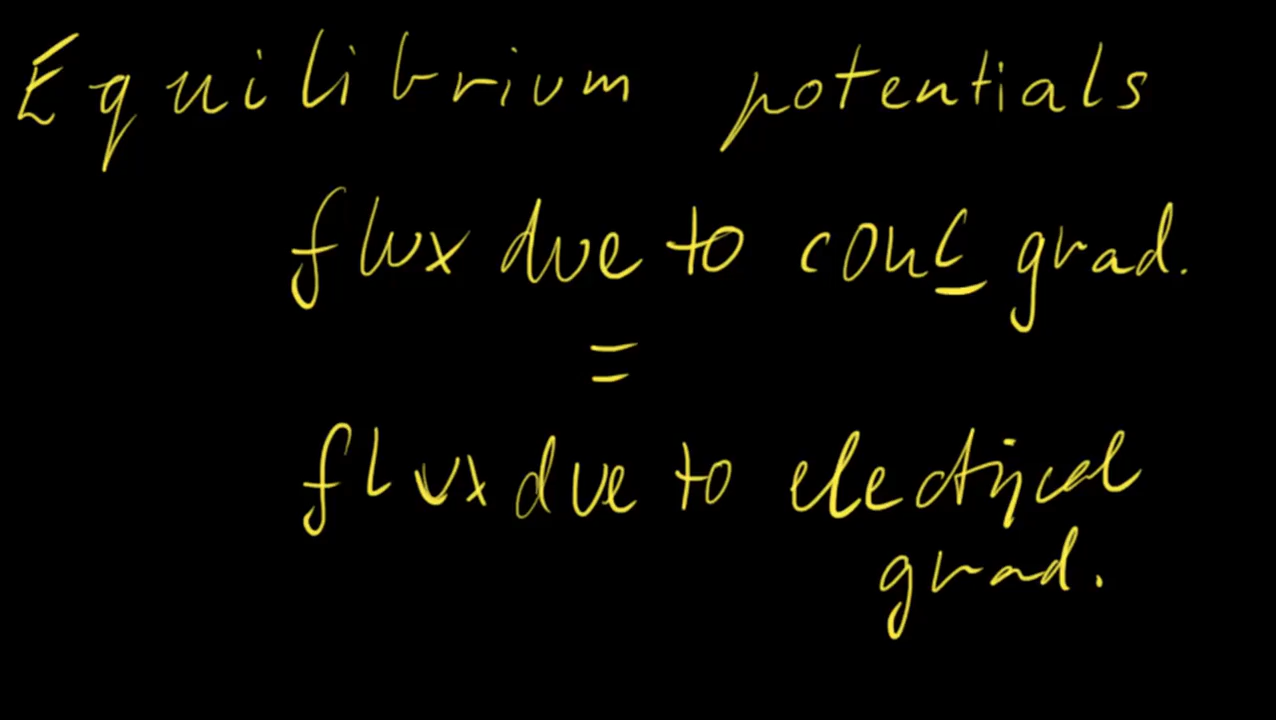 Equilibrium potentials
flux due to conc grad.
=
flux due to electrical
grad.